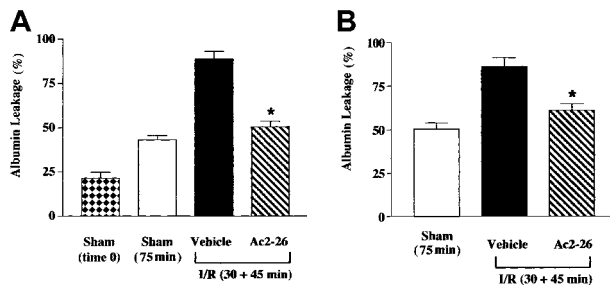 A
Albumin Leakage (%)
100
75
50
25
0
*
Sham
(time 0)
Sham
(75 min)
Vehicle
Ac2-26
I/R (30 + 45 min)
B
Albumin Leakage (%)
100
75
50
25
0
*
Sham
(75 min)
Vehicle
Ac2-26
I/R (30 + 45 min)